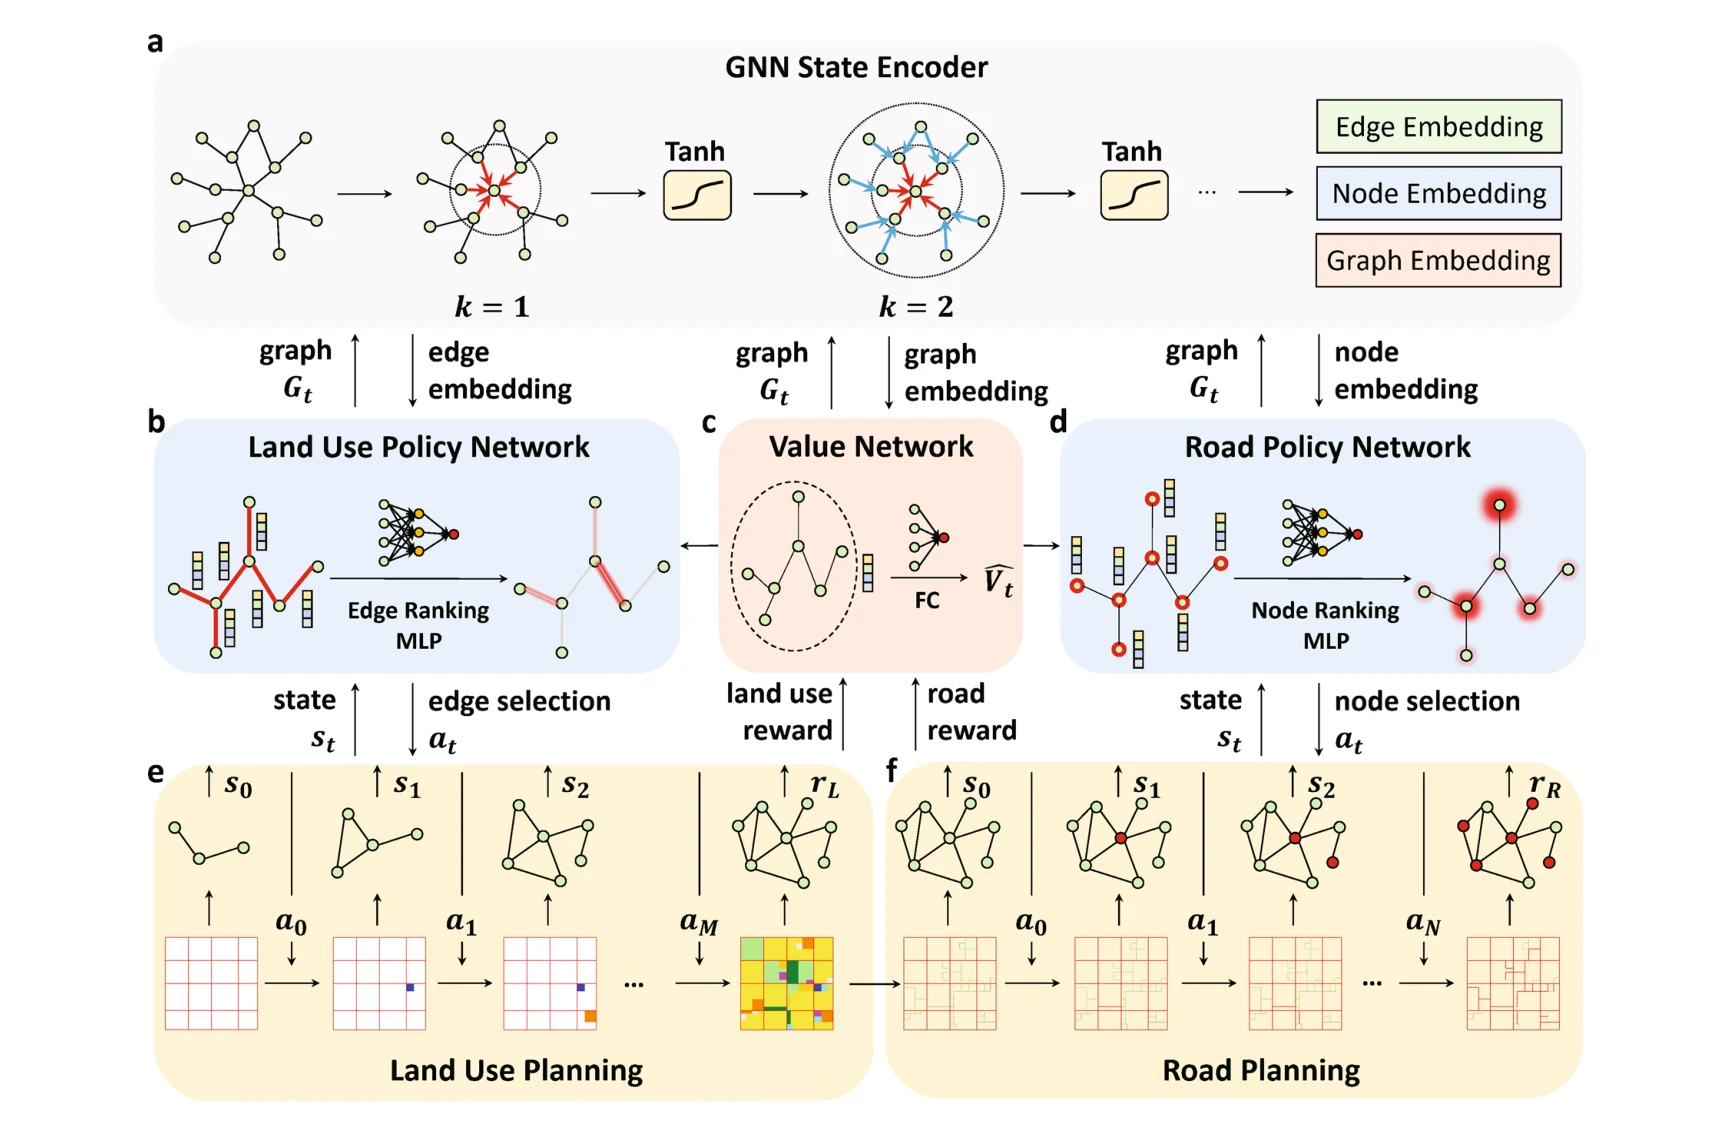 a
GNN State Encoder
Tanh
Tanh
...
Edge Embedding
Node Embedding
Graph Embedding
k = 1
k = 2
graph
G_t
edge
embedding
graph
G_t
graph
embedding
graph
G_t
node
embedding
b
Land Use Policy Network
Edge Ranking
MLP
c
Value Network
FC
\widehat{V_t}
d
Road Policy Network
Node Ranking
MLP
state
s_t
edge selection
a_t
land use
reward
road
reward
state
s_t
node selection
a_t
e
s_0
s_1
s_2
r_L
a_0
a_1
a_M
...
Land Use Planning
f
s_0
s_1
s_2
r_R
a_0
a_1
a_N
...
Road Planning